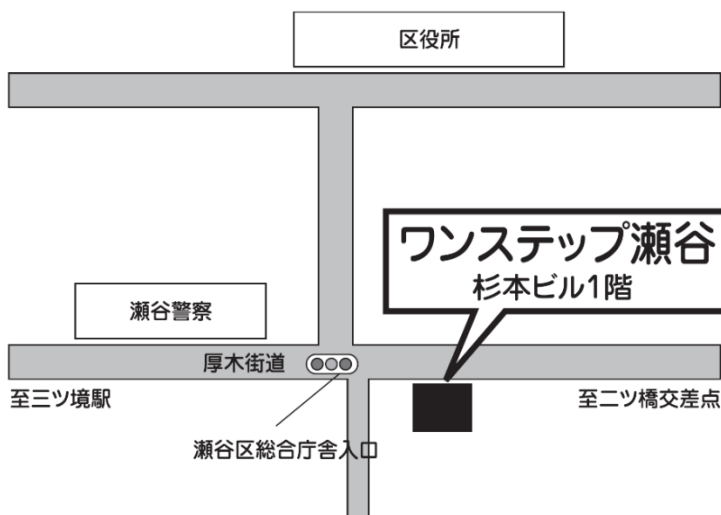 区役所
ワンステップ瀬谷
杉本ビル1階
瀬谷警察
厚木街道
至三ツ境駅
至二ツ橋交差点
瀬谷区総合庁舎入口